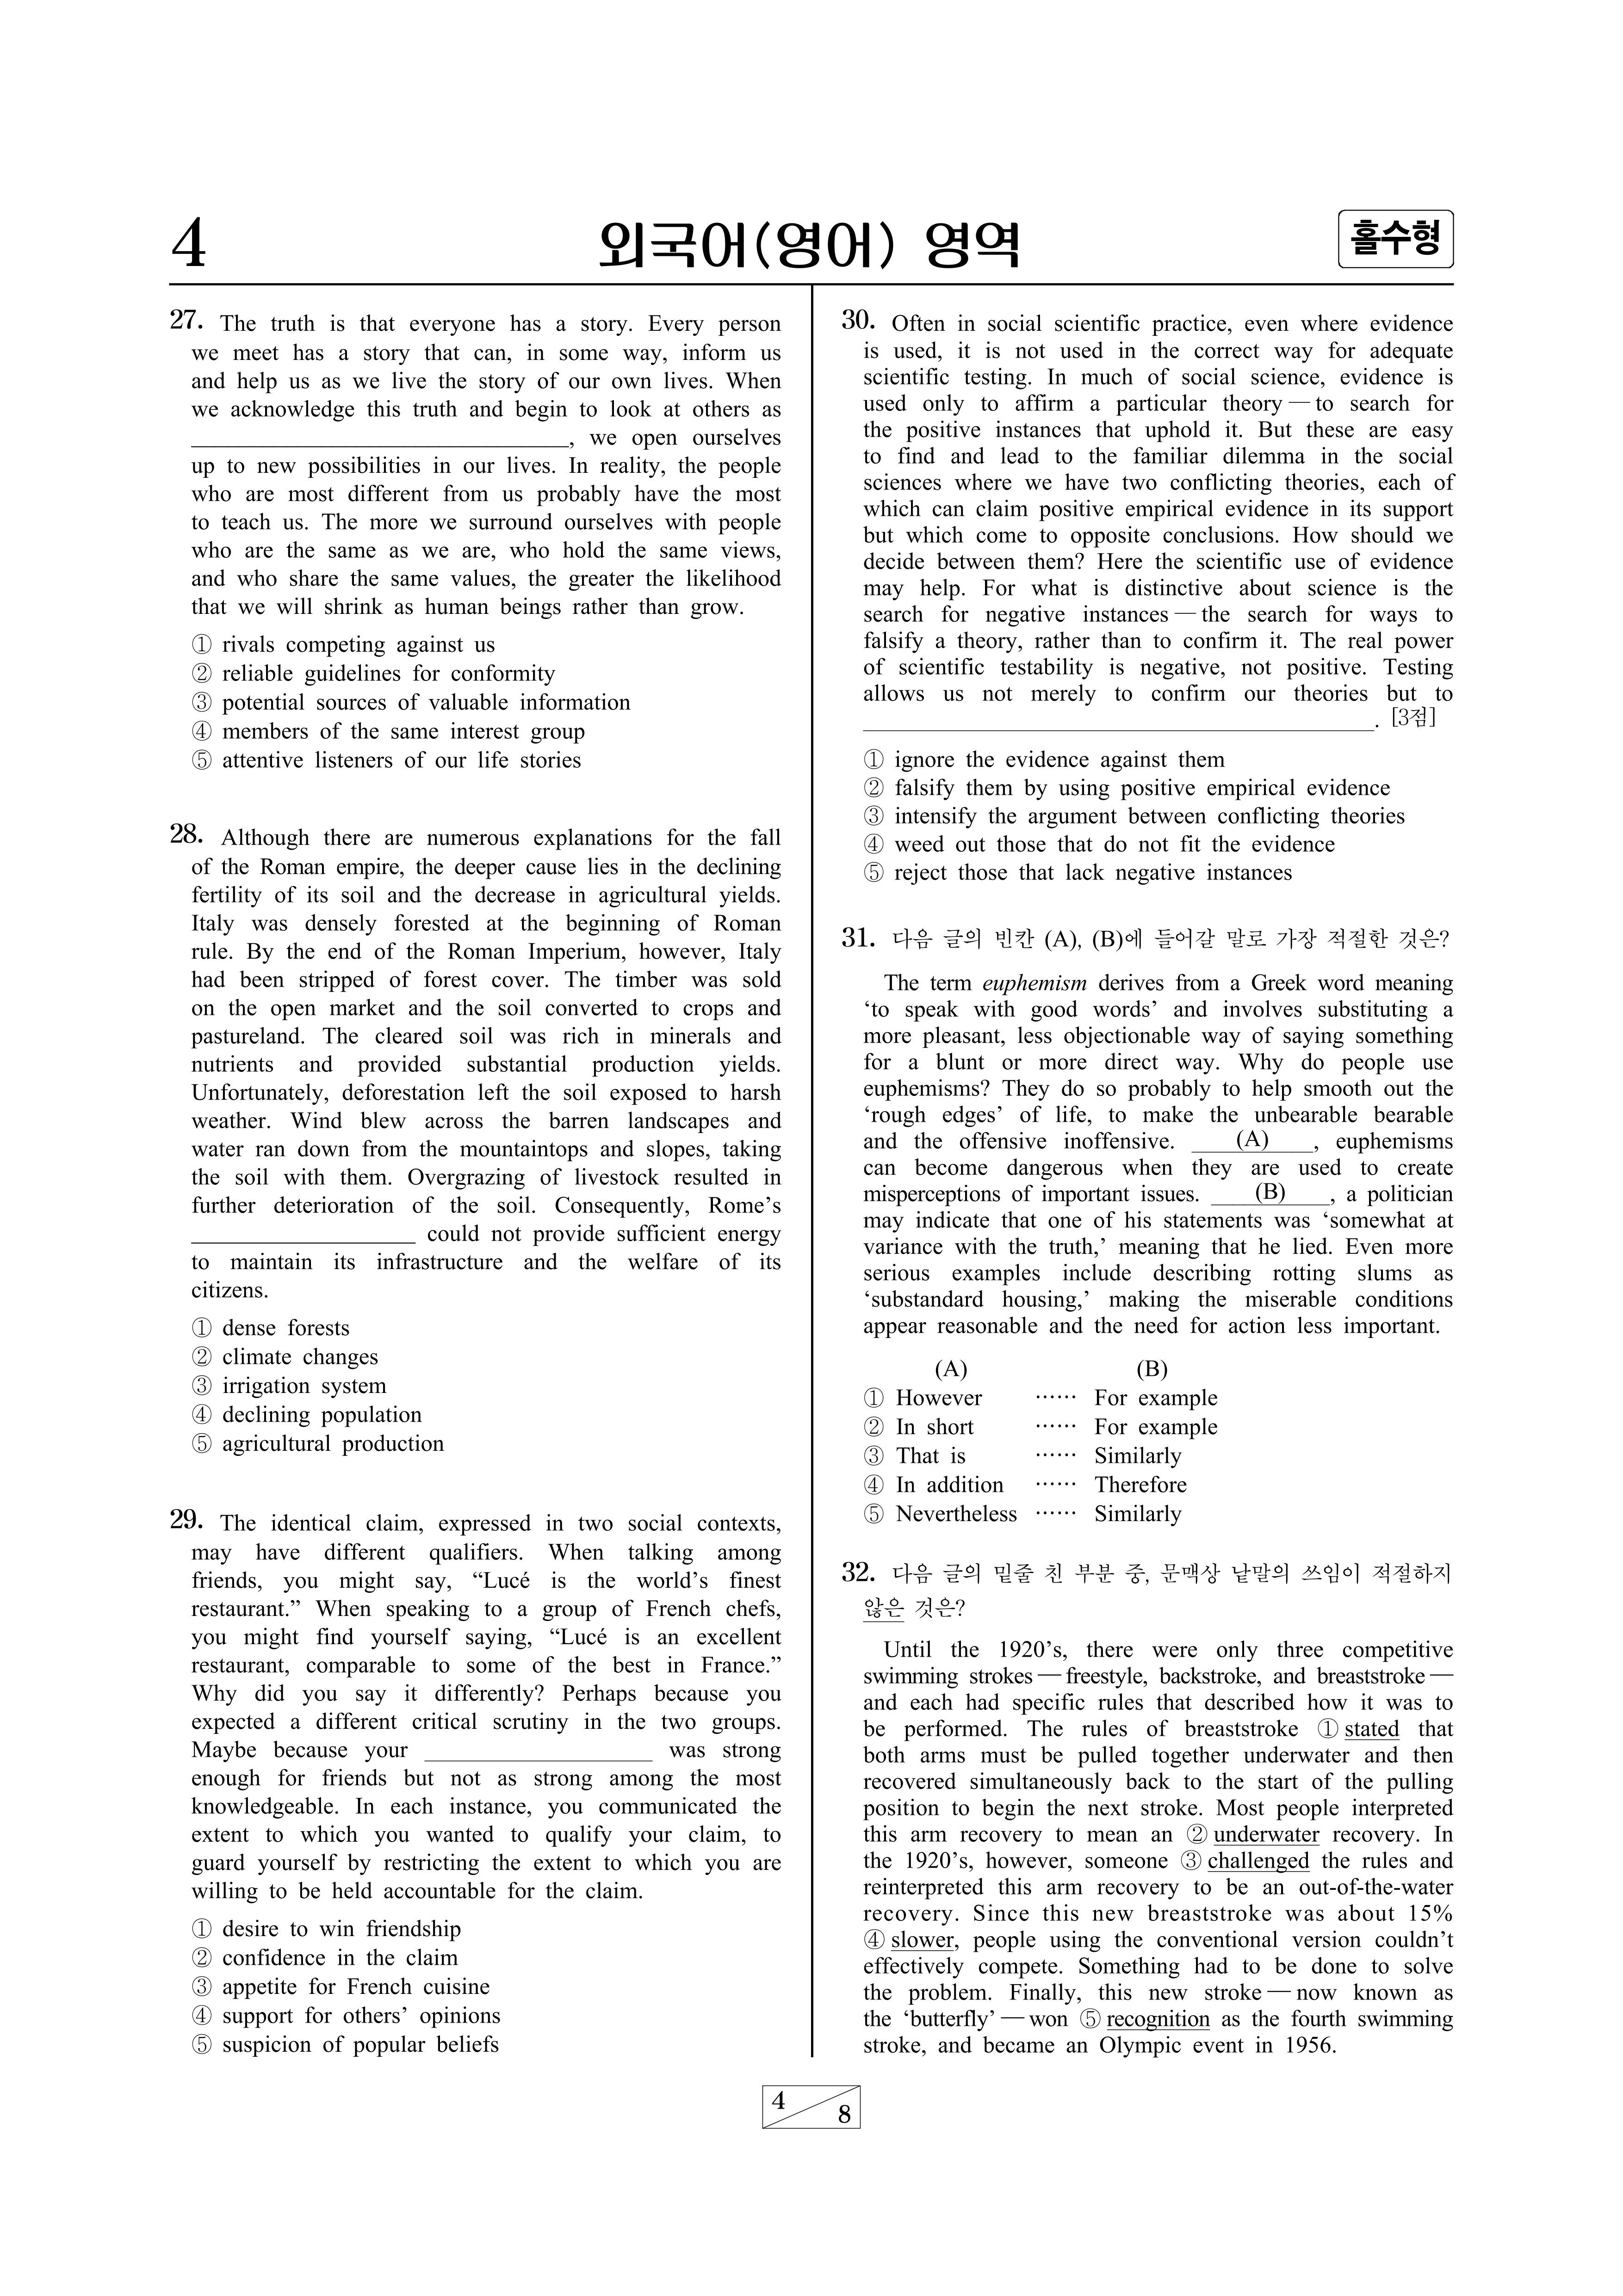 4
외국어(영어) 영역
홀수형
27. The truth is that everyone has a story. Every person
we meet has a story that can, in some way, inform us
and help us as we live the story of our own lives. When
we acknowledge this truth and begin to look at others as
______________________________, we open ourselves
up to new possibilities in our lives. In reality, the people
who are most different from us probably have the most
to teach us. The more we surround ourselves with people
who are the same as we are, who hold the same views,
and who share the same values, the greater the likelihood
that we will shrink as human beings rather than grow.
① rivals competing against us
② reliable guidelines for conformity
③ potential sources of valuable information
④ members of the same interest group
⑤ attentive listeners of our life stories
28. Although there are numerous explanations for the fall
of the Roman empire, the deeper cause lies in the declining
fertility of its soil and the decrease in agricultural yields.
Italy was densely forested at the beginning of Roman
rule. By the end of the Roman Imperium, however, Italy
had been stripped of forest cover. The timber was sold
on the open market and the soil converted to crops and
pastureland. The cleared soil was rich in minerals and
nutrients and provided substantial production yields.
Unfortunately, deforestation left the soil exposed to harsh
weather. Wind blew across the barren landscapes and
water ran down from the mountaintops and slopes, taking
the soil with them. Overgrazing of livestock resulted in
further deterioration of the soil. Consequently, Rome's
__________________ could not provide sufficient energy
to maintain its infrastructure and the welfare of its
citizens.
① dense forests
② climate changes
③ irrigation system
④ declining population
⑤ agricultural production
29. The identical claim, expressed in two social contexts,
may have different qualifiers. When talking among
friends, you might say, “Lucé is the world's finest
restaurant.” When speaking to a group of French chefs,
you might find yourself saying, “Lucé is an excellent
restaurant, comparable to some of the best in France.”
Why did you say it differently? Perhaps because you
expected a different critical scrutiny in the two groups.
Maybe because your __________________ was strong
enough for friends but not as strong among the most
knowledgeable. In each instance, you communicated the
extent to which you wanted to qualify your claim, to
guard yourself by restricting the extent to which you are
willing to be held accountable for the claim.
① desire to win friendship
② confidence in the claim
③ appetite for French cuisine
④ support for others' opinions
⑤ suspicion of popular beliefs
30. Often in social scientific practice, even where evidence
is used, it is not used in the correct way for adequate
scientific testing. In much of social science, evidence is
used only to affirm a particular theory — to search for
the positive instances that uphold it. But these are easy
to find and lead to the familiar dilemma in the social
sciences where we have two conflicting theories, each of
which can claim positive empirical evidence in its support
but which come to opposite conclusions. How should we
decide between them? Here the scientific use of evidence
may help. For what is distinctive about science is the
search for negative instances — the search for ways to
falsify a theory, rather than to confirm it. The real power
of scientific testability is negative, not positive. Testing
allows us not merely to confirm our theories but to
________________________________________. [3점]
① ignore the evidence against them
② falsify them by using positive empirical evidence
③ intensify the argument between conflicting theories
④ weed out those that do not fit the evidence
⑤ reject those that lack negative instances
31. 다음 글의 빈칸 (A), (B)에 들어갈 말로 가장 적절한 것은?
The term euphemism derives from a Greek word meaning
‘to speak with good words’ and involves substituting a
more pleasant, less objectionable way of saying something
for a blunt or more direct way. Why do people use
euphemisms? They do so probably to help smooth out the
‘rough edges’ of life, to make the unbearable bearable
and the offensive inoffensive. ____(A)____, euphemisms
can become dangerous when they are used to create
misperceptions of important issues. ____(B)____, a politician
may indicate that one of his statements was ‘somewhat at
variance with the truth,’ meaning that he lied. Even more
serious examples include describing rotting slums as
‘substandard housing,’ making the miserable conditions
appear reasonable and the need for action less important.
(A) (B)
① However ⋯⋯ For example
② In short ⋯⋯ For example
③ That is ⋯⋯ Similarly
④ In addition ⋯⋯ Therefore
⑤ Nevertheless ⋯⋯ Similarly
32. 다음 글의 밑줄 친 부분 중, 문맥상 낱말의 쓰임이 적절하지
않은 것은?
Until the 1920's, there were only three competitive
swimming strokes — freestyle, backstroke, and breaststroke —
and each had specific rules that described how it was to
be performed. The rules of breaststroke ① stated that
both arms must be pulled together underwater and then
recovered simultaneously back to the start of the pulling
position to begin the next stroke. Most people interpreted
this arm recovery to mean an ② underwater recovery. In
the 1920's, however, someone ③ challenged the rules and
reinterpreted this arm recovery to be an out-of-the-water
recovery. Since this new breaststroke was about 15%
④ slower, people using the conventional version couldn't
effectively compete. Something had to be done to solve
the problem. Finally, this new stroke — now known as
the ‘butterfly’ — won ⑤ recognition as the fourth swimming
stroke, and became an Olympic event in 1956.
4
8